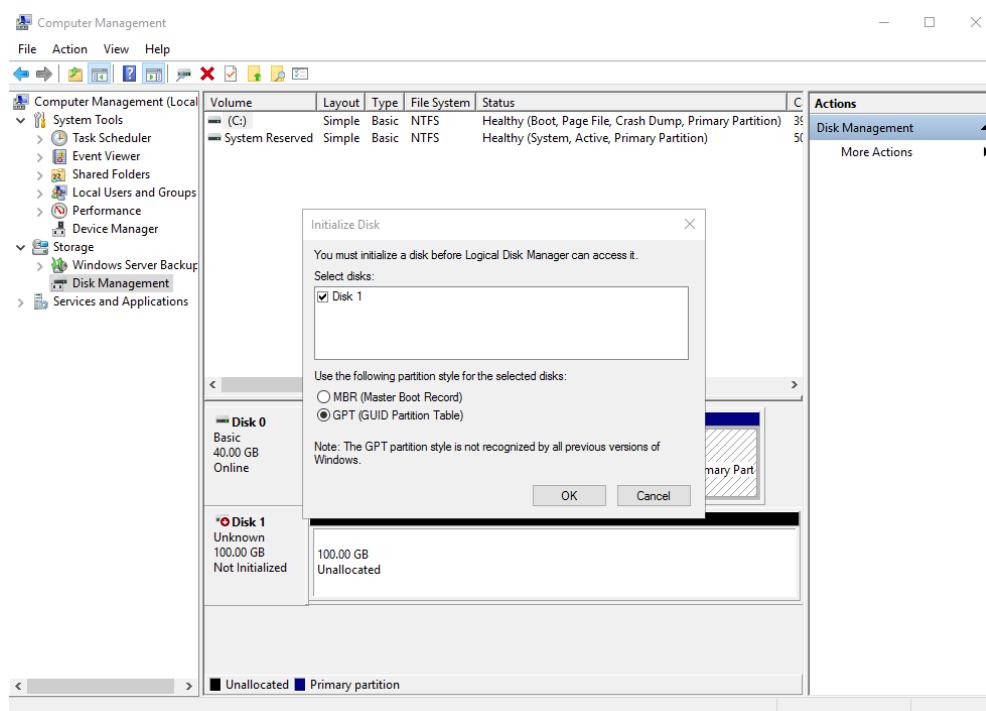 Computer Management
File Action View Help
Computer Management (Local
System Tools
Task Scheduler
Event Viewer
Shared Folders
Local Users and Groups
Performance
Device Manager
Storage
Windows Server Backup
Disk Management
Services and Applications
Volume Layout Type File System Status C
(C:) Simple Basic NTFS Healthy (Boot, Page File, Crash Dump, Primary Partition) 39
System Reserved Simple Basic NTFS Healthy (System, Active, Primary Partition) 50
Actions
Disk Management
More Actions
Initialize Disk
You must initialize a disk before Logical Disk Manager can access it.
Select disks:
Disk 1
Use the following partition style for the selected disks:
MBR (Master Boot Record)
GPT (GUID Partition Table)
Note: The GPT partition style is not recognized by all previous versions of
Windows.
OK Cancel
Disk 0
Basic
40.00 GB
Online
mary Part
Disk 1
Unknown
100.00 GB
Not Initialized
100.00 GB
Unallocated
Unallocated Primary partition